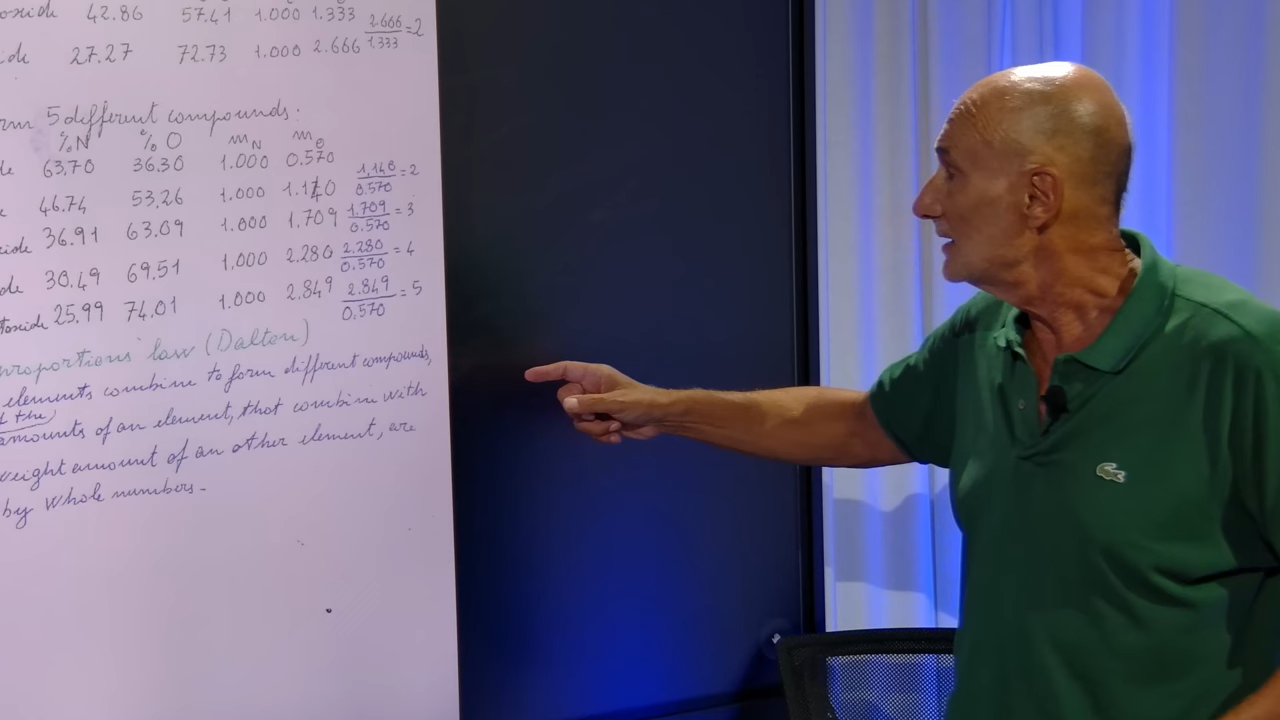 oxide 42.86 57.41 1.000 1.333
ide 27.27 72.73 1.000 2.666 2.666/1.333=2
rm 5 different compounds:
%N % O mN mO
de 63,70 36,30 1.000 0.570
e 46.74 53,26 1.000 1.140 1,140/0.570=2
xide 36.91 63.09 1.000 1.709 1.709/0.570=3
de 30.49 69.51 1,000 2.280 2.280/0.570=4
toxide 25,99 74,01 1.000 2.849 2.849/0,570=5
proportions' law (Dalton)
elements combine to form different compounds,
the
amounts of an element, that combine with
weight amount of an other element, are
by whole numbers-